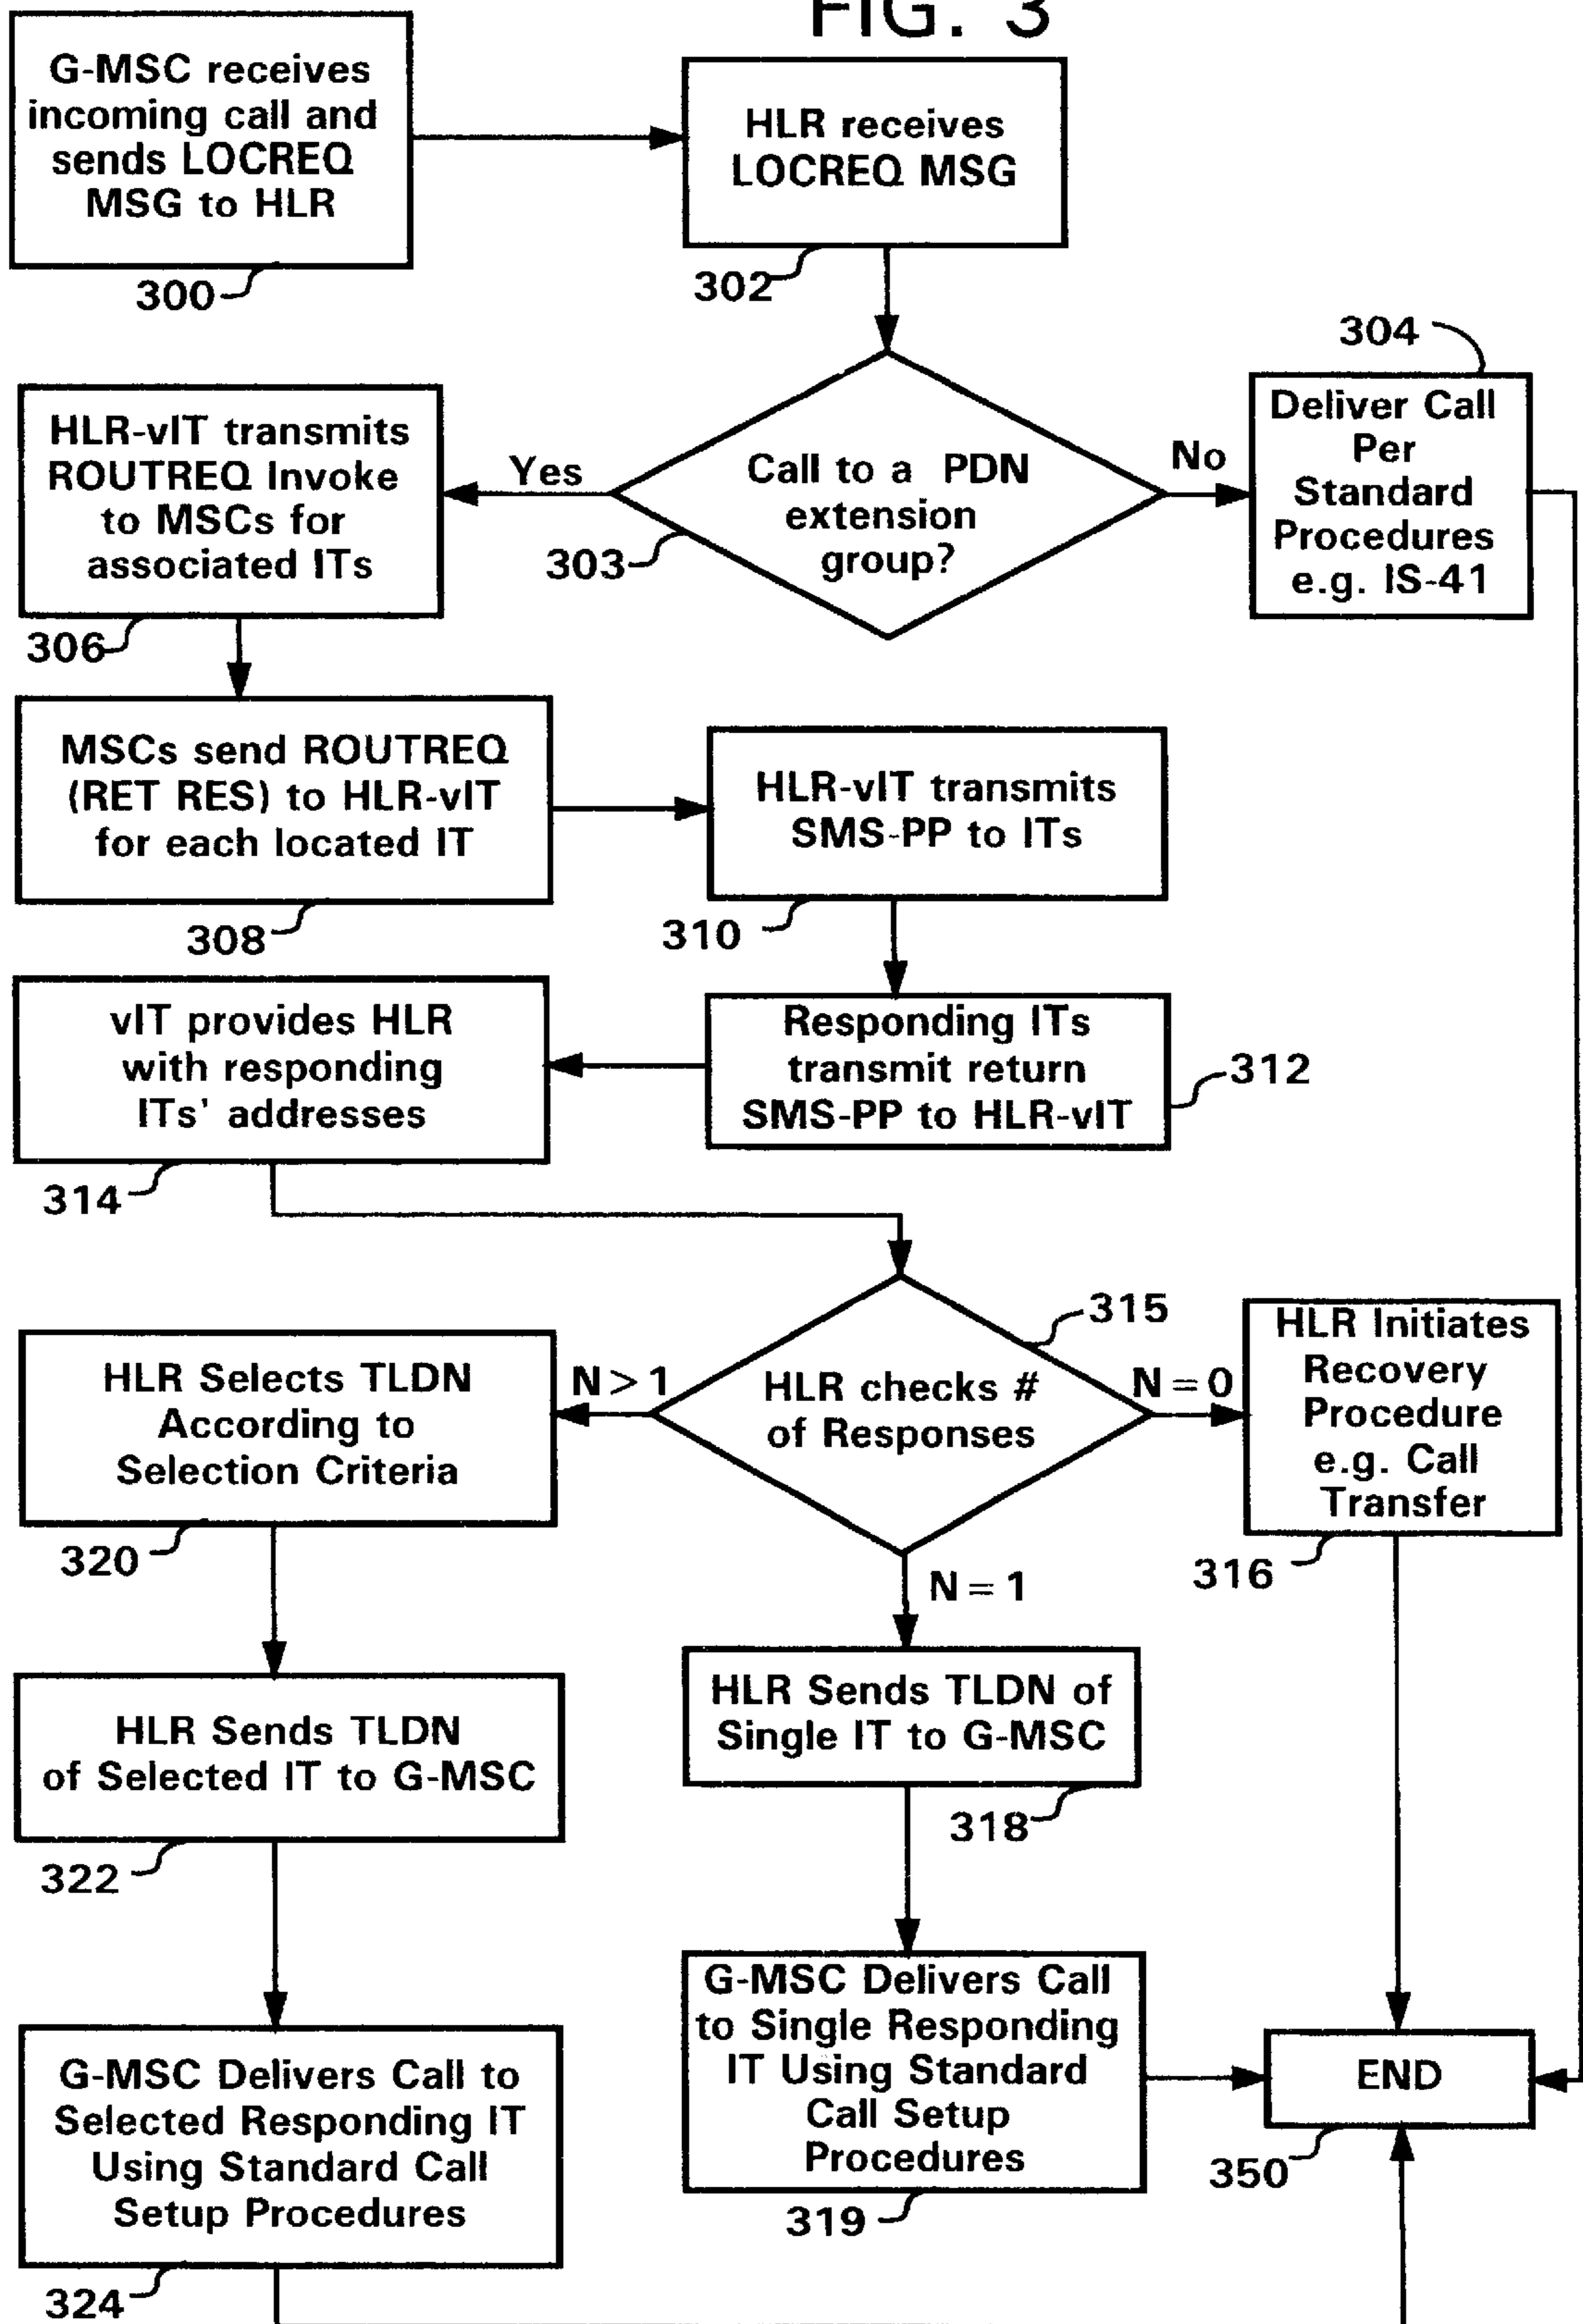 FIG. 3
G-MSC receives
incoming call and
sends LOCREQ
MSG to HLR
300
HLR receives
LOCREQ MSG
302
Call to a PDN
extension
group?
303
Yes
No
304
Deliver Call
Per
Standard
Procedures
e.g. IS-41
HLR-vIT transmits
ROUTREQ Invoke
to MSCs for
associated ITs
306
MSCs send ROUTREQ
(RET RES) to HLR-vIT
for each located IT
308
HLR-vIT transmits
SMS-PP to ITs
310
Responding ITs
transmit return
SMS-PP to HLR-vIT
312
vIT provides HLR
with responding
ITs' addresses
314
HLR checks #
of Responses
315
N>1
N=0
N=1
HLR Initiates
Recovery
Procedure
e.g. Call
Transfer
316
HLR Selects TLDN
According to
Selection Criteria
320
HLR Sends TLDN of
Single IT to G-MSC
318
HLR Sends TLDN
of Selected IT to G-MSC
322
G-MSC Delivers Call
to Single Responding
IT Using Standard
Call Setup
Procedures
319
END
350
G-MSC Delivers Call to
Selected Responding IT
Using Standard Call
Setup Procedures
324